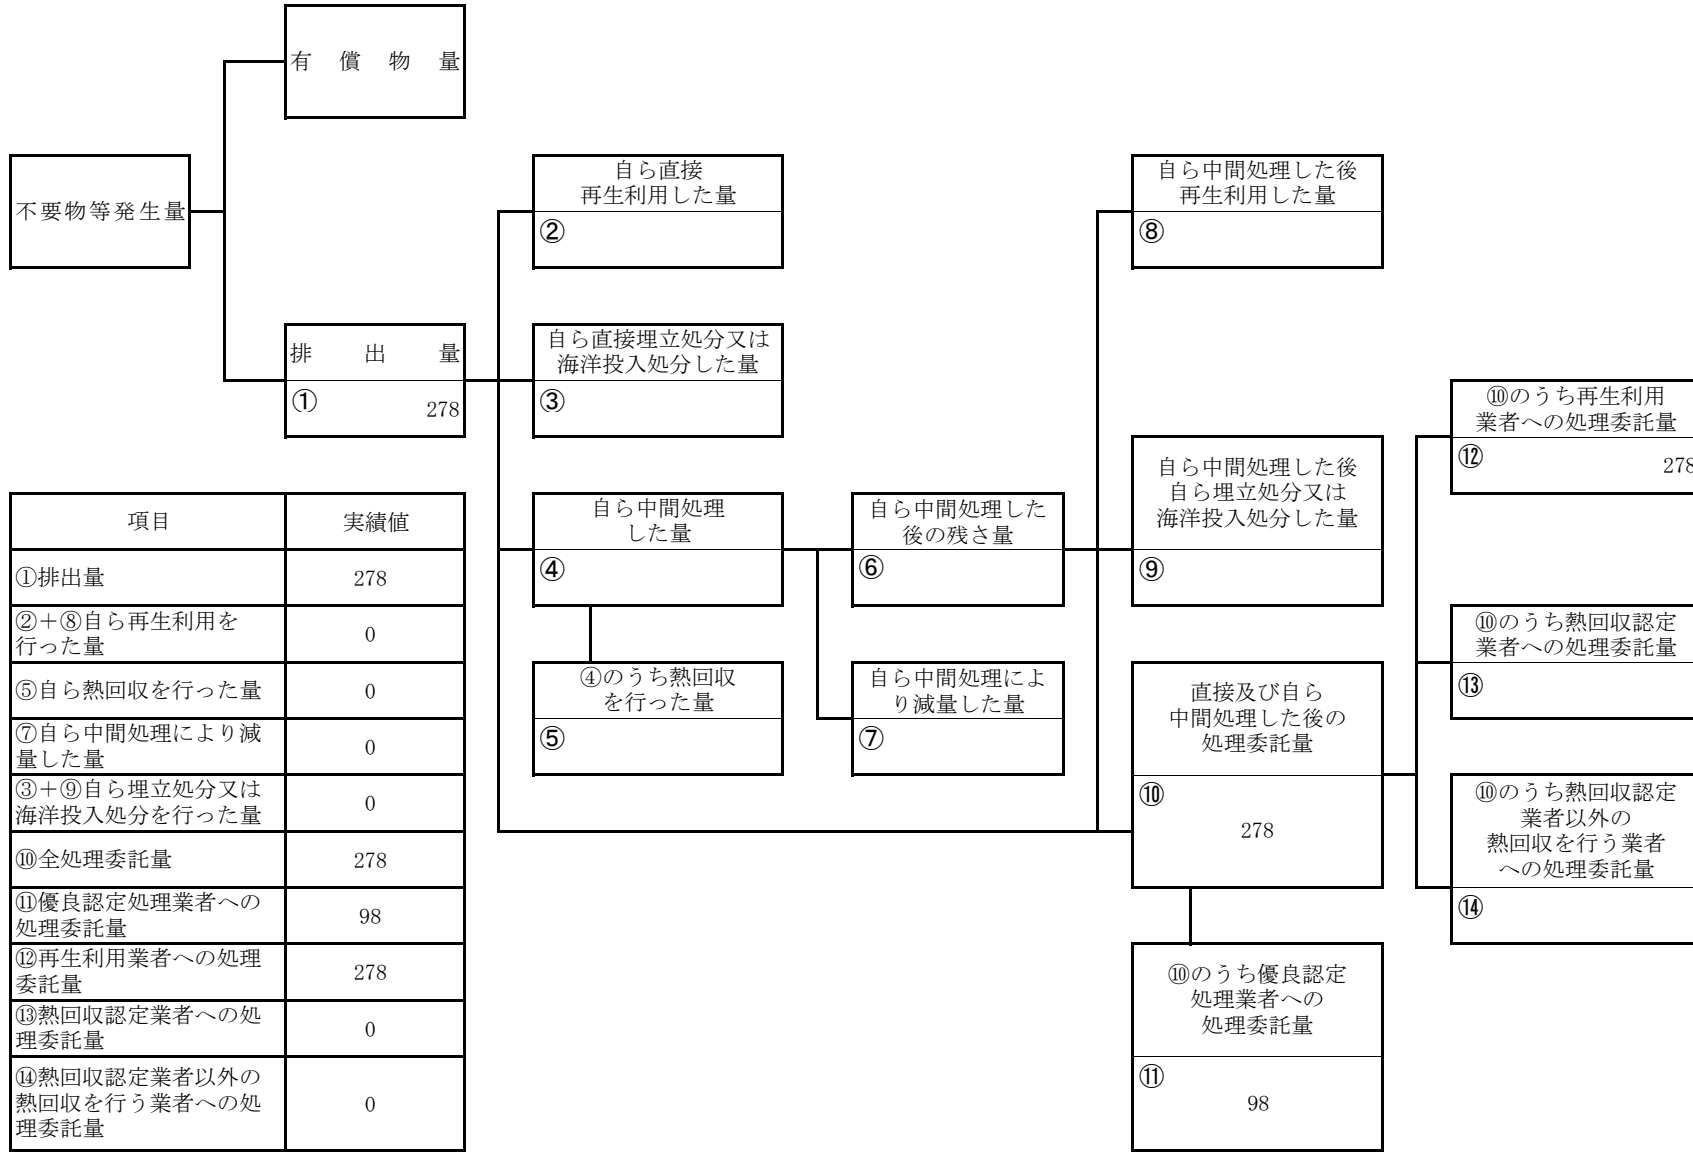 有償物量
不要物等発生量
排出量
①
278
自ら直接
再生利用した量
②
自ら直接埋立処分又は
海洋投入処分した量
③
自ら中間処理
した量
④
④のうち熱回収
を行った量
⑤
自ら中間処理した
後の残さ量
⑥
自ら中間処理によ
り減量した量
⑦
自ら中間処理した後
再生利用した量
⑧
自ら中間処理した後
自ら埋立処分又は
海洋投入処分した量
⑨
直接及び自ら
中間処理した後の
処理委託量
⑩
278
⑩のうち優良認定
処理業者への
処理委託量
⑪
98
⑩のうち再生利用
業者への処理委託量
⑫
278
⑩のうち熱回収認定
業者への処理委託量
⑬
⑩のうち熱回収認定
業者以外の
熱回収を行う業者
への処理委託量
⑭
項目 実績値
①排出量 278
②+⑧自ら再生利用を
行った量 0
⑤自ら熱回収を行った量 0
⑦自ら中間処理により減
量した量 0
③+⑨自ら埋立処分又は
海洋投入処分を行った量 0
⑩全処理委託量 278
⑪優良認定処理業者への
処理委託量 98
⑫再生利用業者への処理
委託量 278
⑬熱回収認定業者への処
理委託量 0
⑭熱回収認定業者以外の
熱回収を行う業者への処
理委託量 0